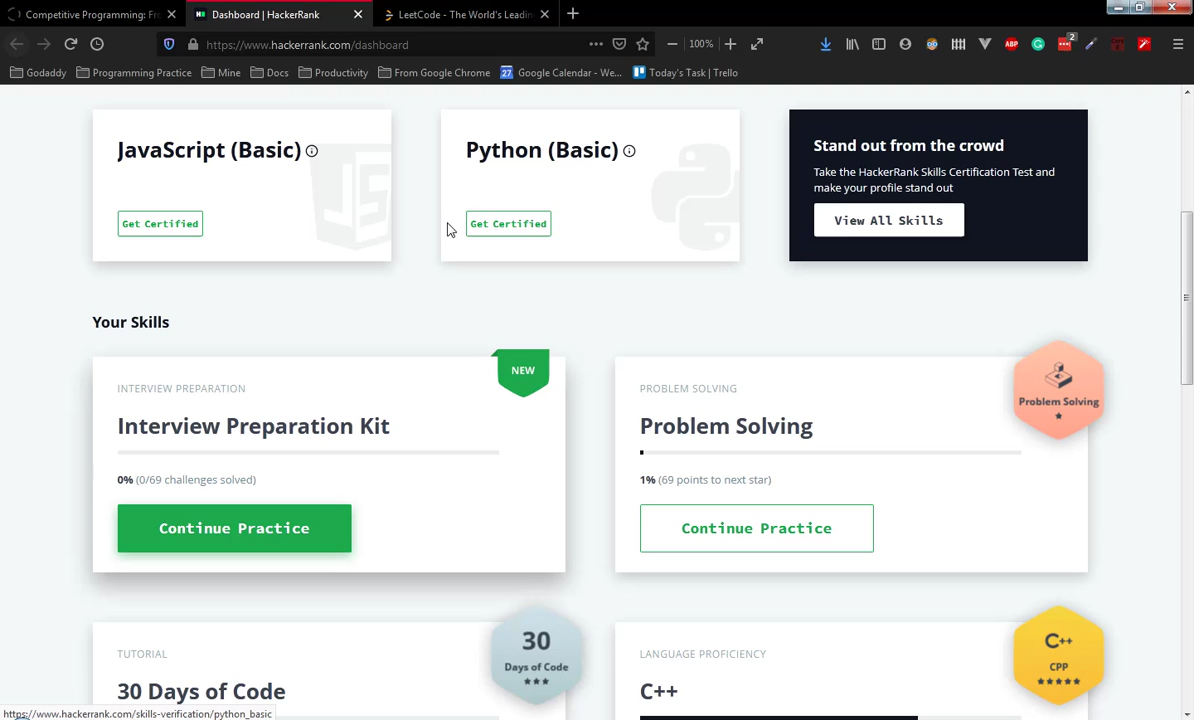 Competitive Programming: Fr
Dashboard | HackerRank
LeetCode - The World's Leadin
https://www.hackerrank.com/dashboard
100%
ABP
2
Godaddy
Programming Practice
Mine
Docs
Productivity
From Google Chrome
27
Google Calendar - We...
Today's Task | Trello
JavaScript (Basic)
Get Certified
JS
Python (Basic)
Get Certified
Stand out from the crowd
Take the HackerRank Skills Certification Test and
make your profile stand out
View All Skills
Your Skills
NEW
INTERVIEW PREPARATION
Interview Preparation Kit
0% (0/69 challenges solved)
Continue Practice
PROBLEM SOLVING
Problem Solving
Problem Solving
1% (69 points to next star)
Continue Practice
TUTORIAL
30 Days of Code
30
Days of Code
LANGUAGE PROFICIENCY
C++
C++
CPP
https://www.hackerrank.com/skills-verification/python_basic